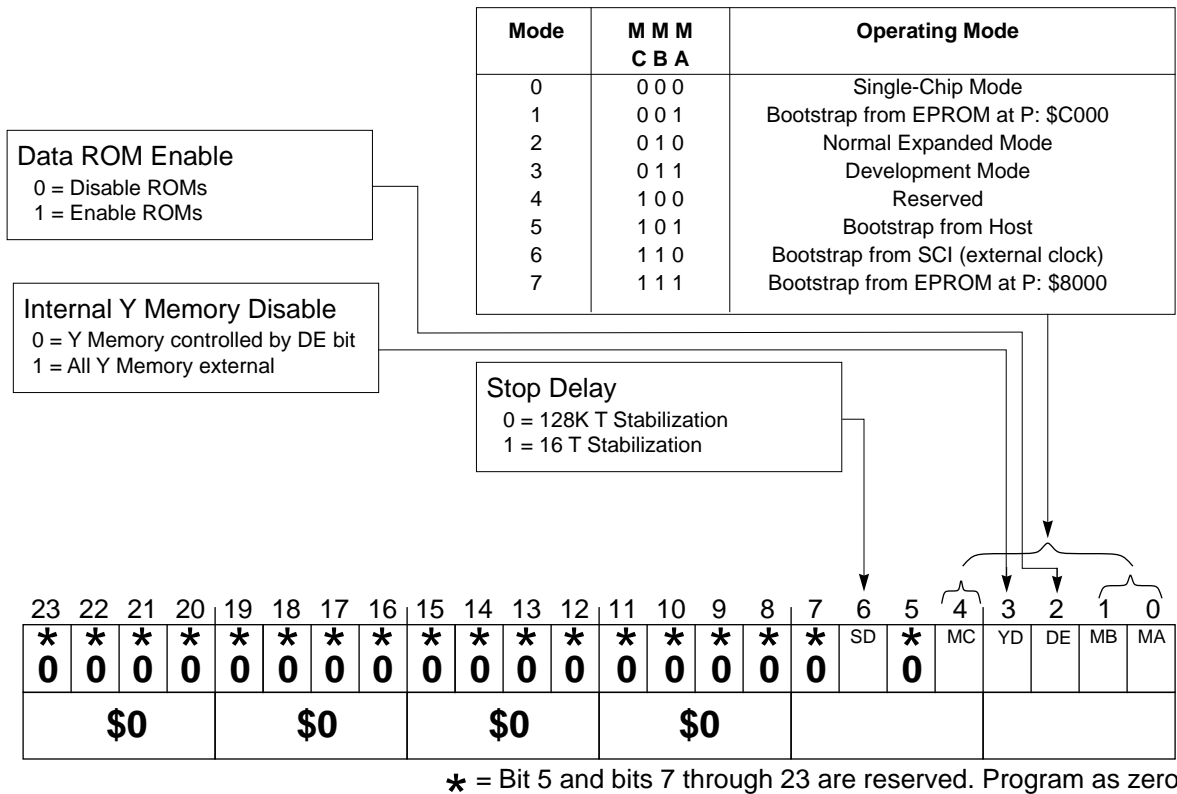 Mode M M M Operating Mode
C B A
0 0 0 0 Single-Chip Mode
1 0 0 1 Bootstrap from EPROM at P: $C000
2 0 1 0 Normal Expanded Mode
3 0 1 1 Development Mode
4 1 0 0 Reserved
5 1 0 1 Bootstrap from Host
6 1 1 0 Bootstrap from SCI (external clock)
7 1 1 1 Bootstrap from EPROM at P: $8000
Data ROM Enable
0 = Disable ROMs
1 = Enable ROMs
Internal Y Memory Disable
0 = Y Memory controlled by DE bit
1 = All Y Memory external
Stop Delay
0 = 128K T Stabilization
1 = 16 T Stabilization
23 22 21 20 19 18 17 16 15 14 13 12 11 10 9 8 7 6 5 4 3 2 1 0
* * * * * * * * * * * * * * * * * SD * MC YD DE MB MA
0 0 0 0 0 0 0 0 0 0 0 0 0 0 0 0 0 0
$0 $0 $0 $0
* = Bit 5 and bits 7 through 23 are reserved. Program as zero